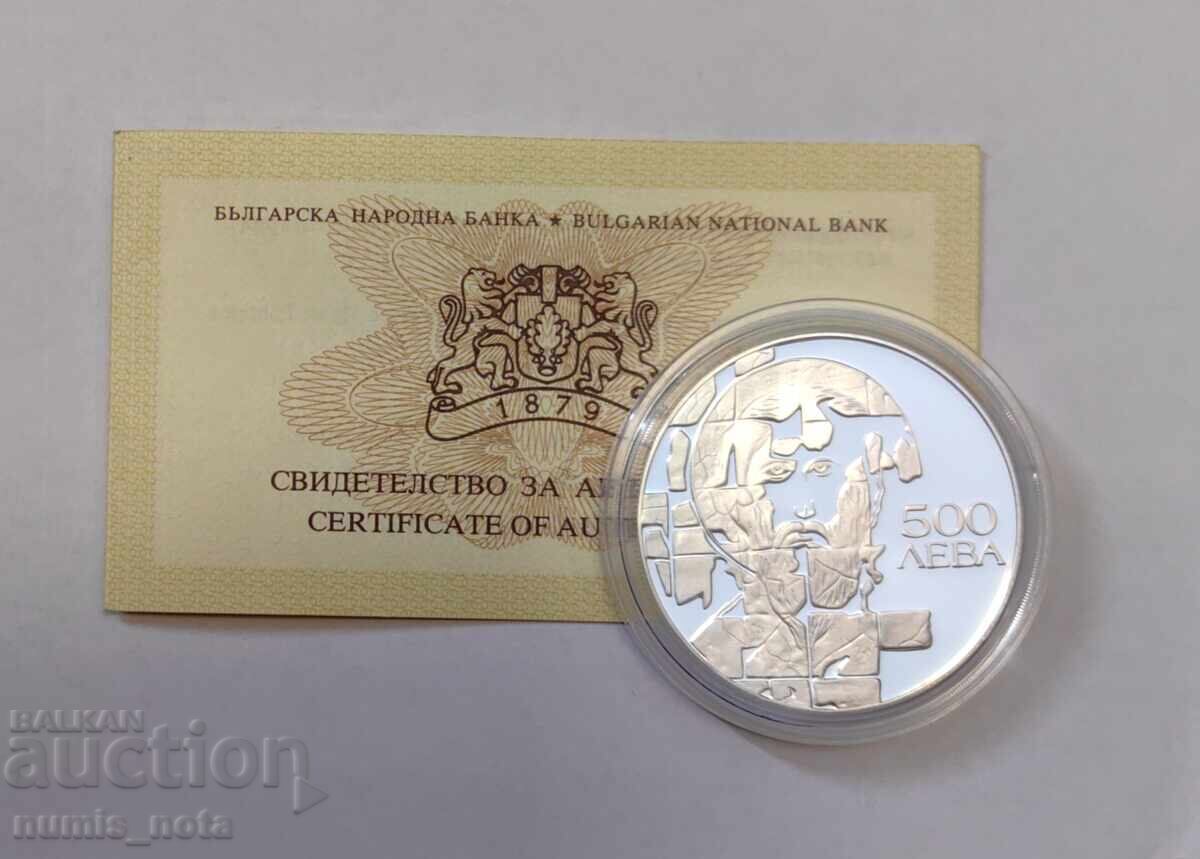 БЪЛГАРСКА НАРОДНА БАНКА ★ BULGARIAN NATIONAL BANK
1879
СВИДЕТЕЛСТВО ЗА
CERTIFICATE OF
500
ЛЕВА
BALKAN
auction
numis_nota